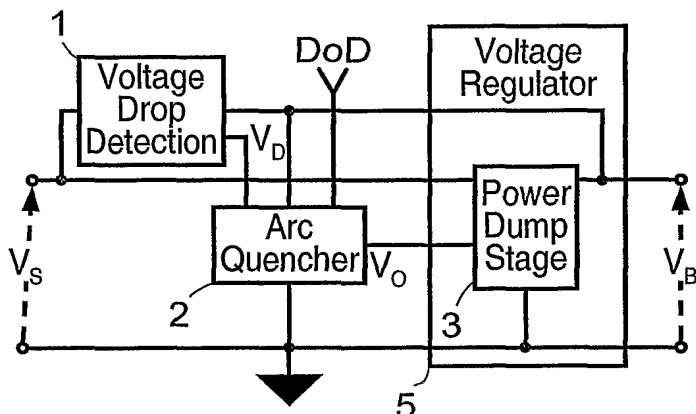 1
DoD
Voltage
Drop
Detection
Voltage
Regulator
V_D
Power
Dump
Stage
Arc
Quencher
V_S
V_O
V_B
2
3
5